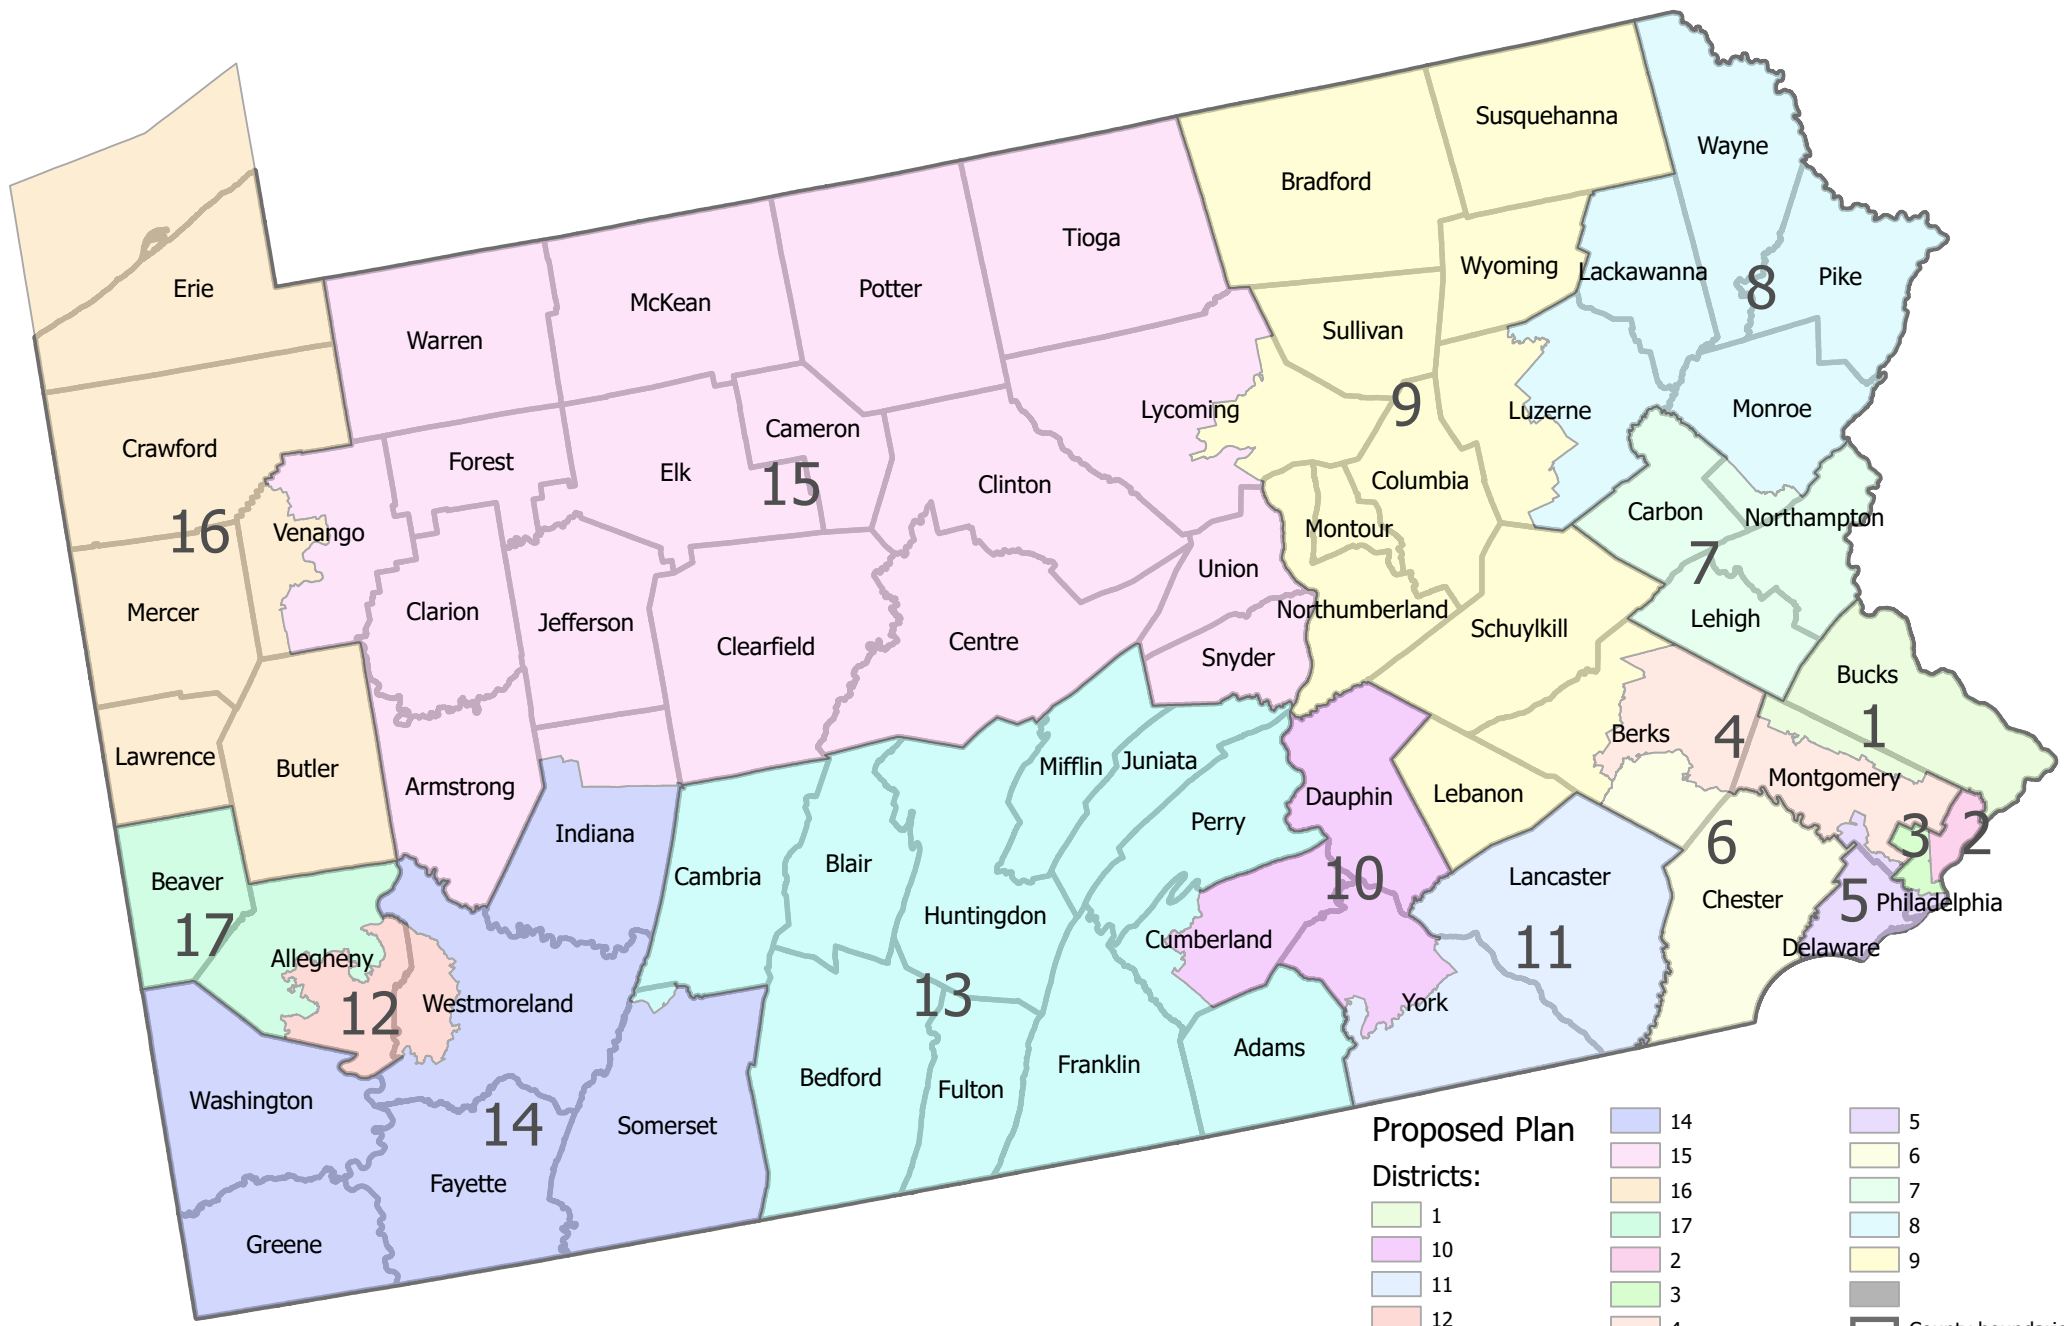 Susquehanna
Wayne
Bradford
Tioga
Wyoming
Lackawanna
8
Pike
Erie
McKean
Potter
Sullivan
Warren
Lycoming
9
Luzerne
Monroe
Crawford
Forest
Cameron
Elk
15
Clinton
Columbia
16
Venango
Montour
Carbon
Northampton
Union
7
Mercer
Clarion
Jefferson
Northumberland
Lehigh
Schuylkill
Clearfield
Centre
Snyder
Bucks
1
Lawrence
Butler
Armstrong
Mifflin
Juniata
Berks
4
Montgomery
Dauphin
Lebanon
Indiana
Perry
6
3
2
Beaver
Cambria
Blair
10
Lancaster
Chester
5
Philadelphia
17
Huntingdon
Cumberland
11
Delaware
Allegheny
12
Westmoreland
13
York
Adams
Washington
14
Somerset
Bedford
Fulton
Franklin
Fayette
Greene
Proposed Plan
Districts:
1
10
11
12
14
15
16
17
2
3
4
5
6
7
8
9